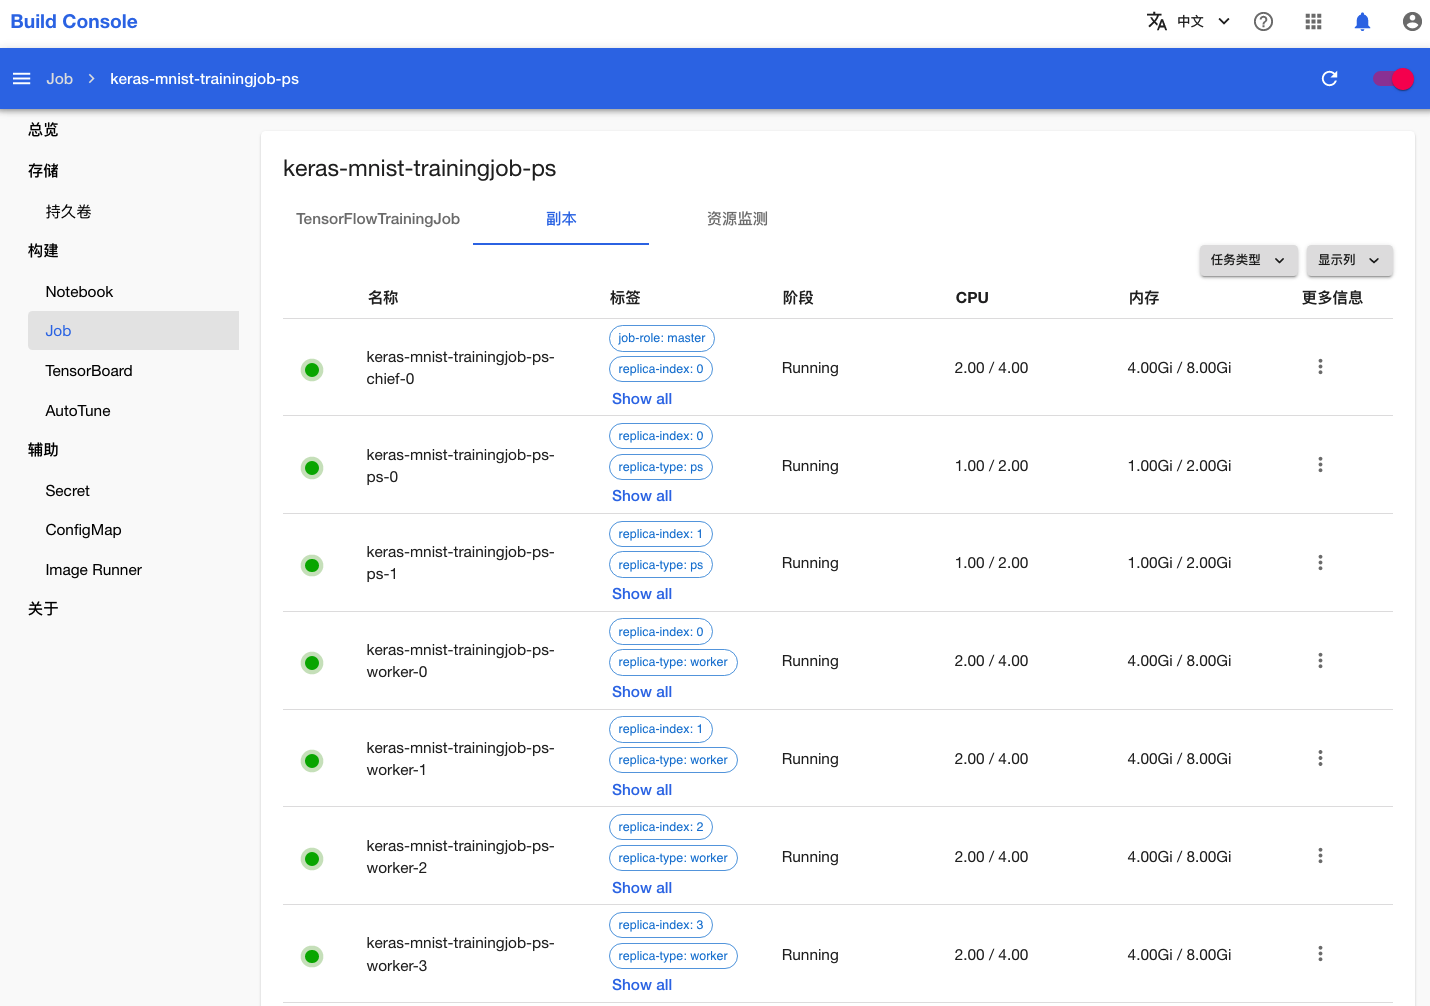 Build Console
中文
Job
keras-mnist-trainingjob-ps
总览
存储
持久卷
构建
Notebook
Job
TensorBoard
AutoTune
辅助
Secret
ConfigMap
Image Runner
关于
keras-mnist-trainingjob-ps
TensorFlowTrainingJob 副本 资源监测
任务类型 显示列
名称 标签 阶段 CPU 内存 更多信息
keras-mnist-trainingjob-ps-
chief-0
job-role: master
replica-index: 0
Show all
Running 2.00 / 4.00 4.00Gi / 8.00Gi
keras-mnist-trainingjob-ps-
ps-0
replica-index: 0
replica-type: ps
Show all
Running 1.00 / 2.00 1.00Gi / 2.00Gi
keras-mnist-trainingjob-ps-
ps-1
replica-index: 1
replica-type: ps
Show all
Running 1.00 / 2.00 1.00Gi / 2.00Gi
keras-mnist-trainingjob-ps-
worker-0
replica-index: 0
replica-type: worker
Show all
Running 2.00 / 4.00 4.00Gi / 8.00Gi
keras-mnist-trainingjob-ps-
worker-1
replica-index: 1
replica-type: worker
Show all
Running 2.00 / 4.00 4.00Gi / 8.00Gi
keras-mnist-trainingjob-ps-
worker-2
replica-index: 2
replica-type: worker
Show all
Running 2.00 / 4.00 4.00Gi / 8.00Gi
keras-mnist-trainingjob-ps-
worker-3
replica-index: 3
replica-type: worker
Show all
Running 2.00 / 4.00 4.00Gi / 8.00Gi